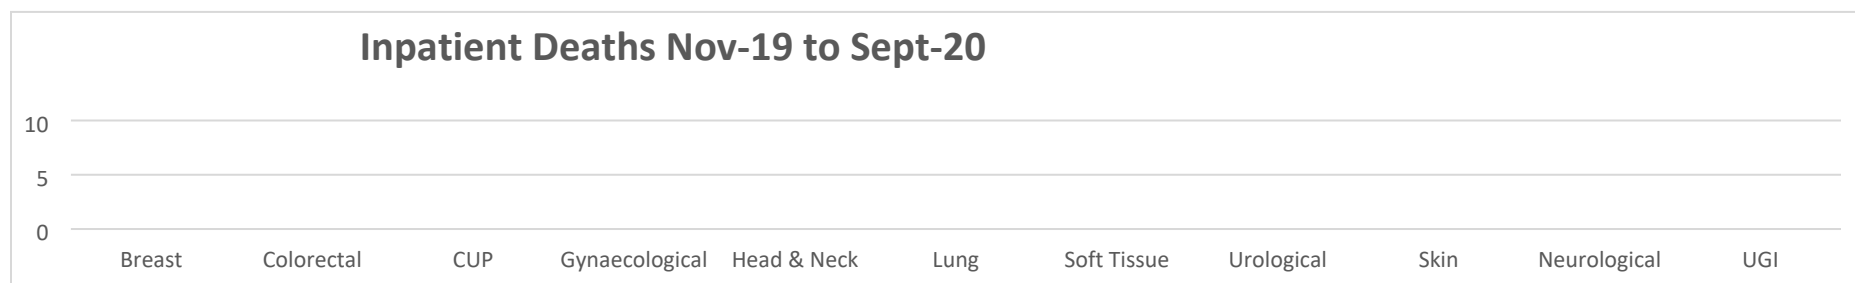 Inpatient Deaths Nov-19 to Sept-20
10
5
0
Breast Colorectal CUP Gynaecological Head & Neck Lung Soft Tissue Urological Skin Neurological UGI